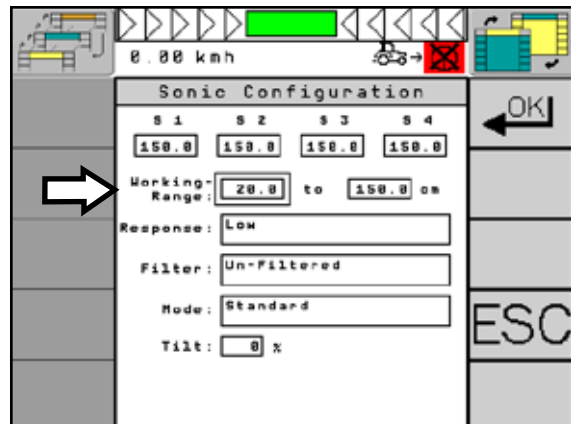 0.00 kmh
Sonic Configuration
S 1 S 2 S 3 S 4
150.0 150.0 150.0 150.0
OK
Working-Range: 20.0 to 150.0 cm
Response: Low
Filter: Un-Filtered
Mode: Standard
ESC
Tilt: 0 %